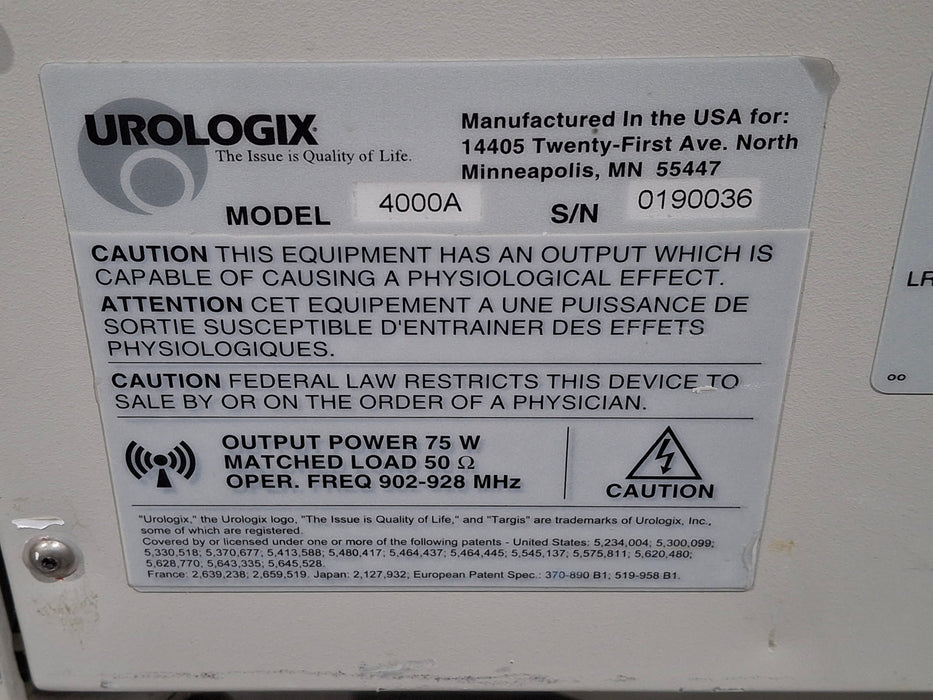 UROLOGIX
The Issue is Quality of Life.
Manufactured In the USA for:
14405 Twenty-First Ave. North
Minneapolis, MN 55447
MODEL 4000A S/N 0190036
CAUTION THIS EQUIPMENT HAS AN OUTPUT WHICH IS
CAPABLE OF CAUSING A PHYSIOLOGICAL EFFECT.
ATTENTION CET EQUIPEMENT A UNE PUISSANCE DE
SORTIE SUSCEPTIBLE D'ENTRAINER DES EFFETS
PHYSIOLOGIQUES.
CAUTION FEDERAL LAW RESTRICTS THIS DEVICE TO
SALE BY OR ON THE ORDER OF A PHYSICIAN.
OUTPUT POWER 75 W
MATCHED LOAD 50 Ω
OPER. FREQ 902-928 MHz
CAUTION
"Urologix," the Urologix logo, "The Issue is Quality of Life," and "Targis" are trademarks of Urologix, Inc.,
some of which are registered.
Covered by or licensed under one or more of the following patents - United States: 5,234,004; 5,300,099;
5,330,518; 5,370,677; 5,413,588; 5,480,417; 5,464,437; 5,464,445; 5,545,137; 5,575,811; 5,620,480;
5,628,770; 5,643,335; 5,645,528.
France: 2,639,238; 2,659,519. Japan: 2,127,932; European Patent Spec.: 370-890 B1; 519-958 B1.
LR